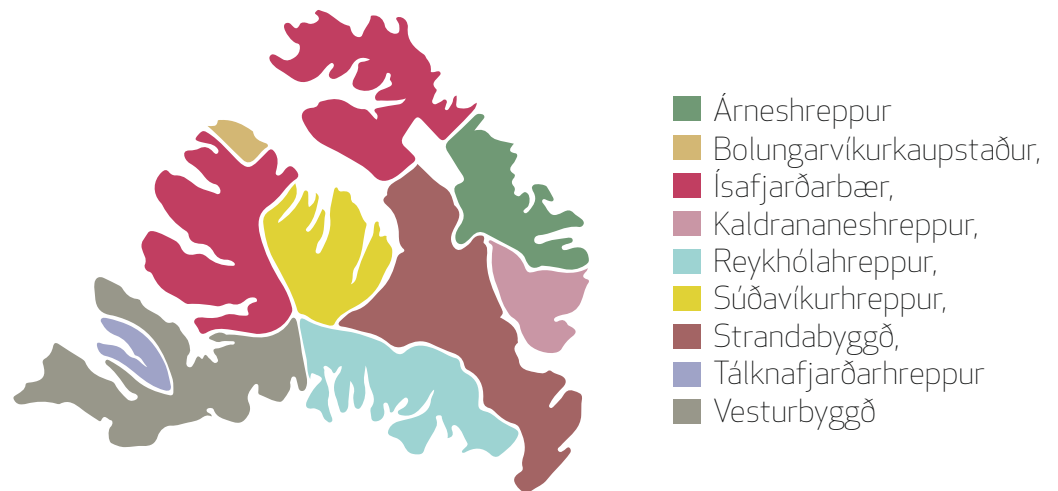 Árneshreppur
Bolungarvíkurkaupstaður,
Ísafjarðarbær,
Kaldrananeshreppur,
Reykhólahreppur,
Súðavíkurhreppur,
Strandabyggð,
Tálknafjarðarhreppur
Vesturbyggð